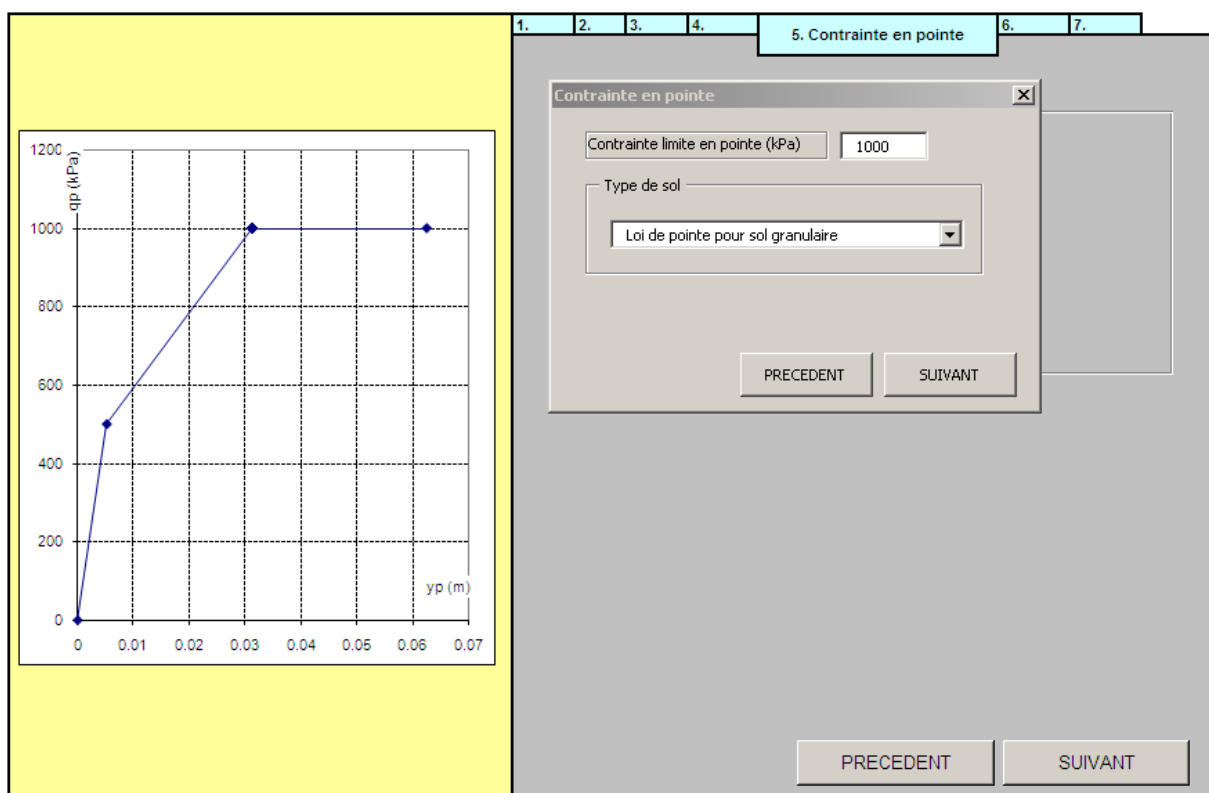 1. 2. 3. 4. 5. Contrainte en pointe 6. 7.
Contrainte en pointe
Contrainte limite en pointe (kPa) 1000
Type de sol
Loi de pointe pour sol granulaire
PRECEDENT SUIVANT
qp (kPa)
1200
1000
800
600
400
200
0
yp (m)
0 0.01 0.02 0.03 0.04 0.05 0.06 0.07
PRECEDENT SUIVANT